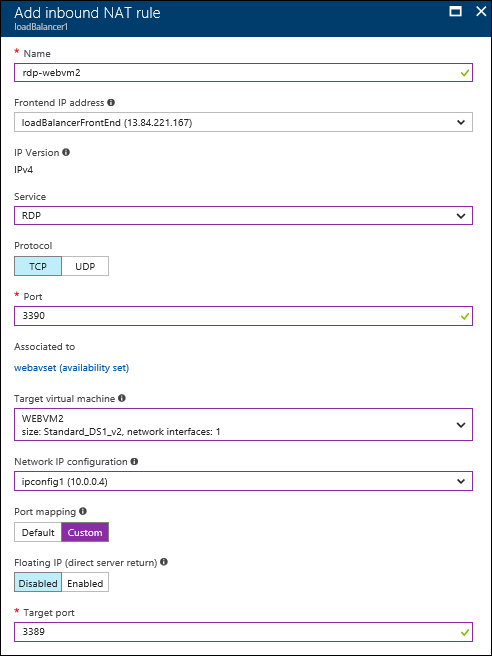 Add inbound NAT rule
loadBalancer1
* Name
rdp-webvm2
Frontend IP address
loadBalancerFrontEnd (13.84.221.167)
IP Version
IPv4
Service
RDP
Protocol
TCP UDP
* Port
3390
Associated to
webavset (availability set)
Target virtual machine
WEBVM2
size: Standard_DS1_v2, network interfaces: 1
Network IP configuration
ipconfig1 (10.0.0.4)
Port mapping
Default Custom
Floating IP (direct server return)
Disabled Enabled
* Target port
3389